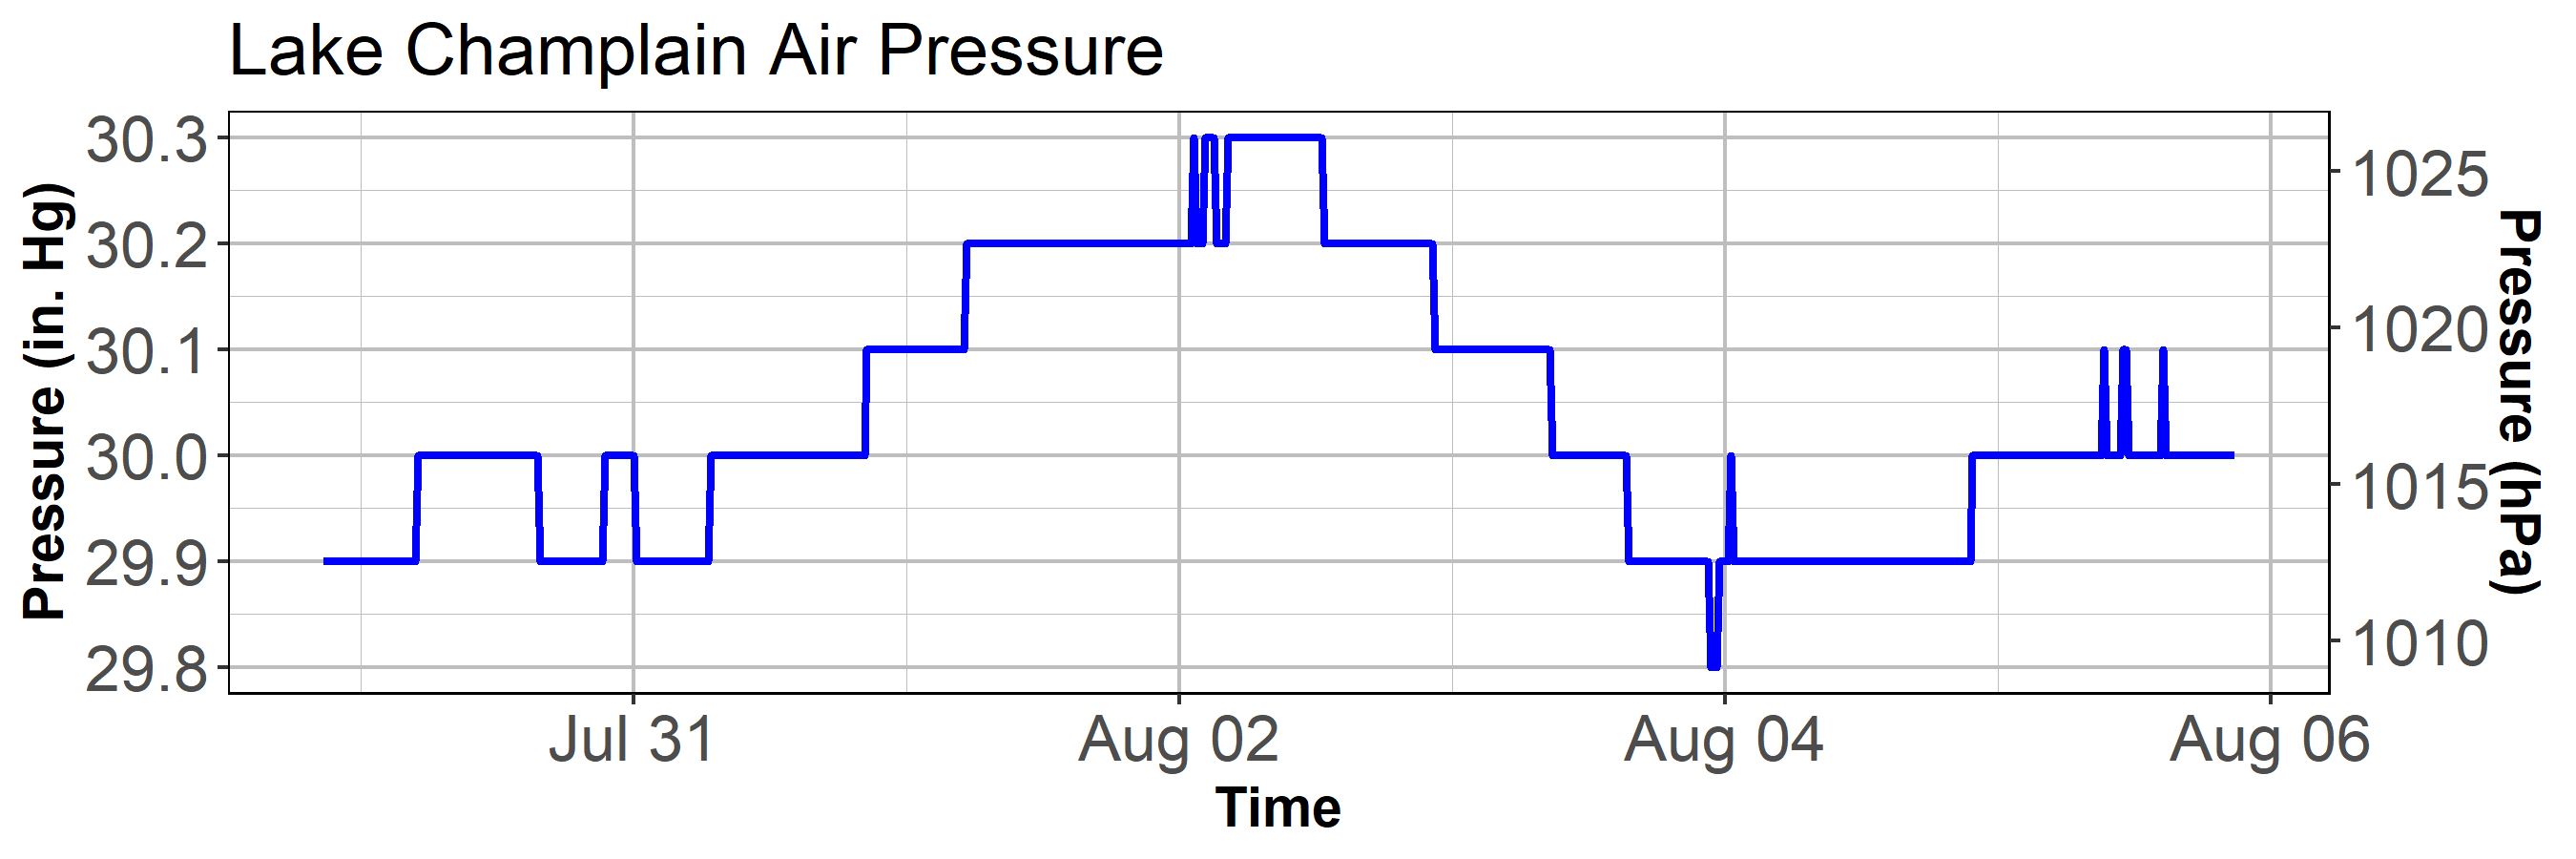 Lake Champlain Air Pressure
Pressure (in. Hg)
30.3
30.2
30.1
30.0
29.9
29.8
1025
1020
1015
1010
Pressure (hPa)
Jul 31
Aug 02
Aug 04
Aug 06
Time